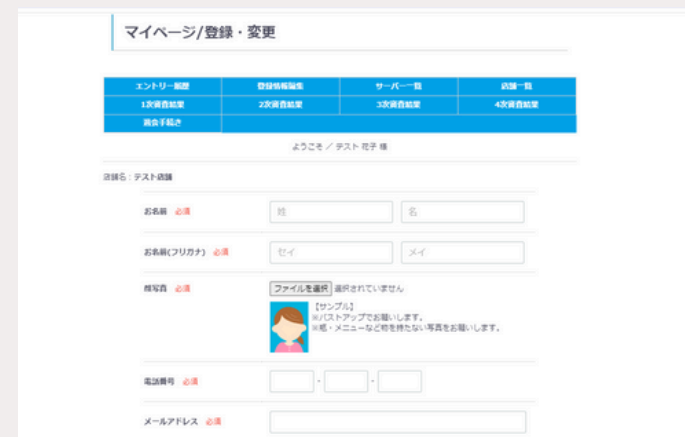 マイページ/登録・変更
エントリー履歴 登録情報編集 サーバー一覧 店舗一覧
1次審査結果 2次審査結果 3次審査結果 4次審査結果
退会手続き
ようこそ / テスト 花子 様
店舗名：テスト店舗
お名前 必須 姓 名
お名前(フリガナ) 必須 セイ メイ
顔写真 必須 ファイルを選択 選択されていません
【サンプル】
※バストアップでお願いします。
※瓶・メニューなど物を持たない写真をお願いします。
電話番号 必須 - -
メールアドレス 必須